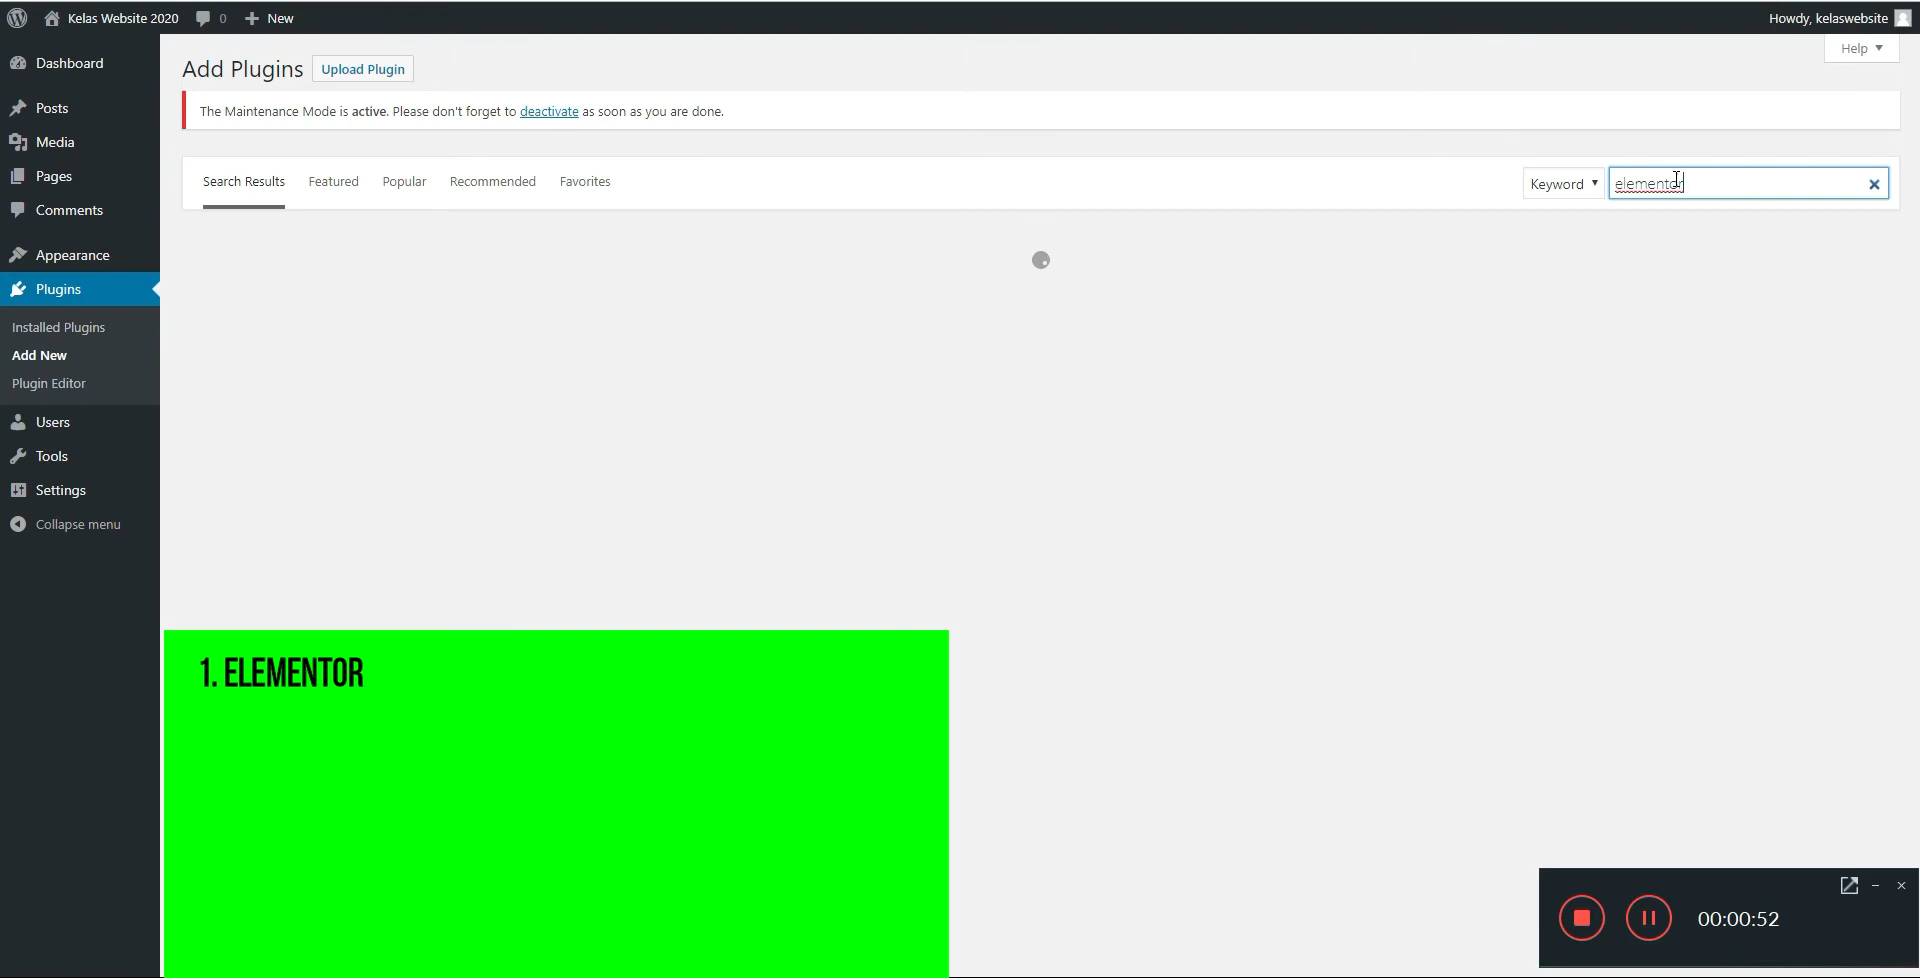 Kelas Website 2020 0 New Howdy, kelaswebsite
Help
Dashboard
Posts
Media
Pages
Comments
Appearance
Plugins
Installed Plugins
Add New
Plugin Editor
Users
Tools
Settings
Collapse menu
Add Plugins Upload Plugin
The Maintenance Mode is active. Please don't forget to deactivate as soon as you are done.
Search Results Featured Popular Recommended Favorites Keyword elementor
1. ELEMENTOR
00:00:52